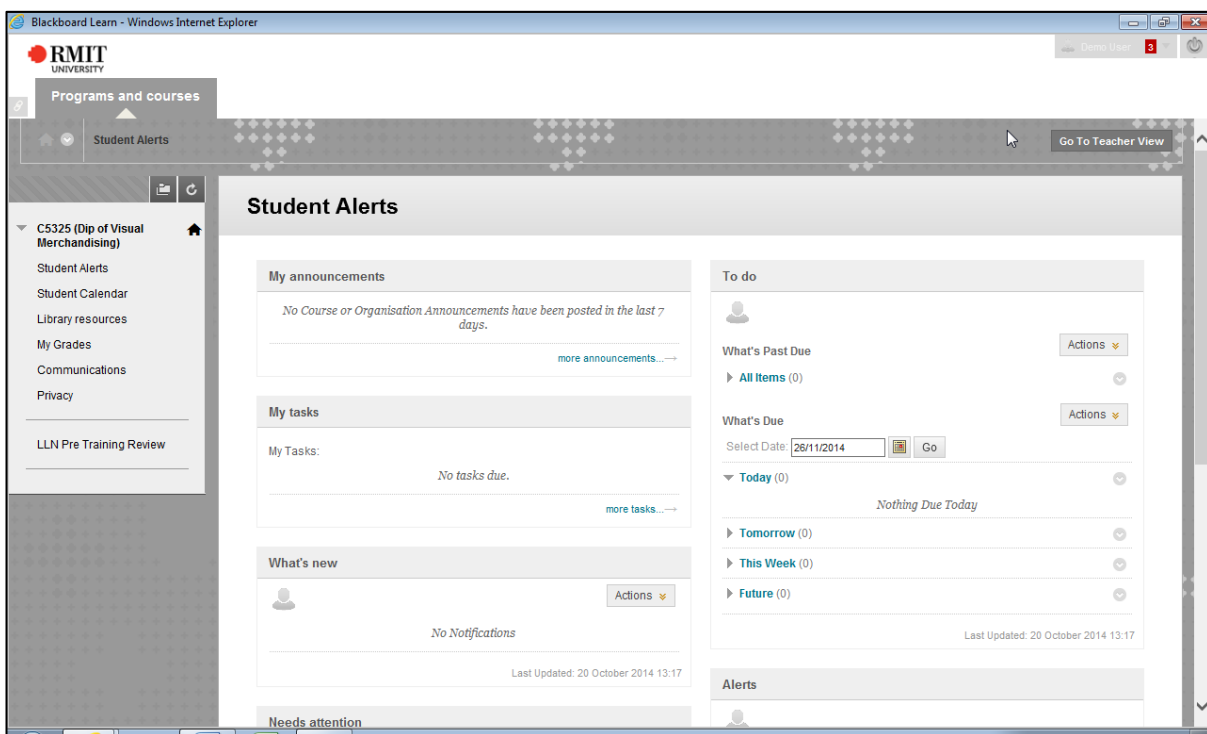 Blackboard Learn - Windows Internet Explorer
RMIT
UNIVERSITY
Demo User 3
Programs and courses
Student Alerts
Go To Teacher View
C5325 (Dip of Visual
Merchandising)
Student Alerts
Student Calendar
Library resources
My Grades
Communications
Privacy
LLN Pre Training Review
Student Alerts
My announcements
No Course or Organisation Announcements have been posted in the last 7
days.
more announcements...→
My tasks
My Tasks:
No tasks due.
more tasks...→
What's new
Actions
No Notifications
Last Updated: 20 October 2014 13:17
Needs attention
To do
What's Past Due
Actions
All Items (0)
What's Due
Actions
Select Date: 26/11/2014 Go
Today (0)
Nothing Due Today
Tomorrow (0)
This Week (0)
Future (0)
Last Updated: 20 October 2014 13:17
Alerts